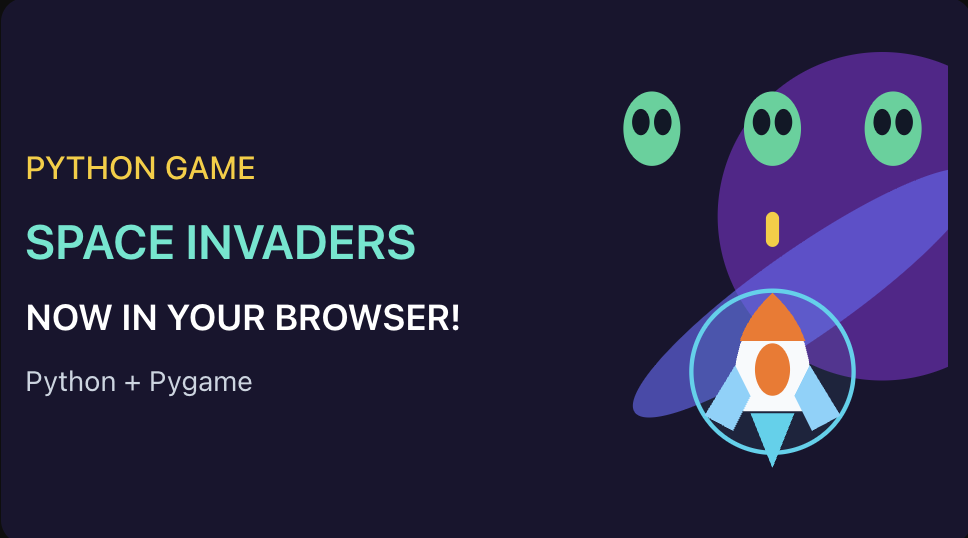 PYTHON GAME
SPACE INVADERS
NOW IN YOUR BROWSER!
Python + Pygame